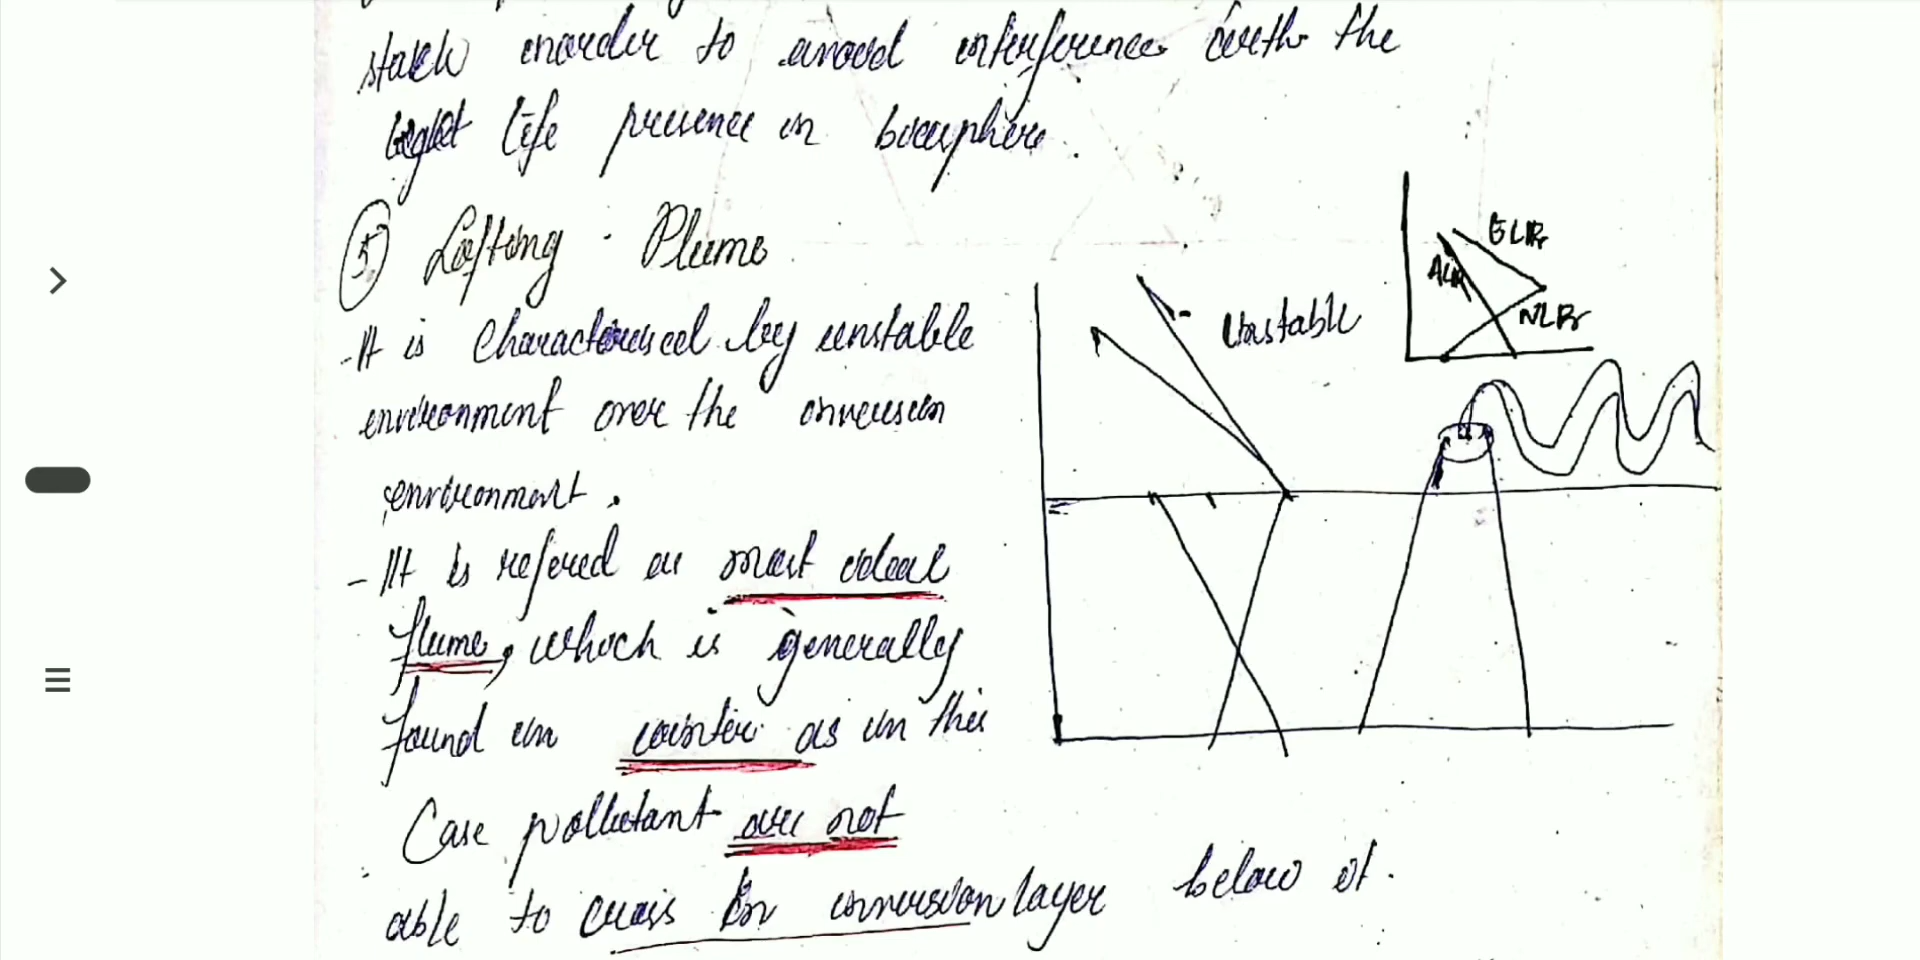 stack inorder to avoid interference with the
light life presence in biosphere.
⑤ Lofting Plume
- It is characterised by unstable
environment over the inversion
environment.
- It is refered as most ideal
Plume, which is generally
found in winter as in this
Case pollutant are not
able to cross inversion layer below it.
ELR
ALR
NLR
Unstable